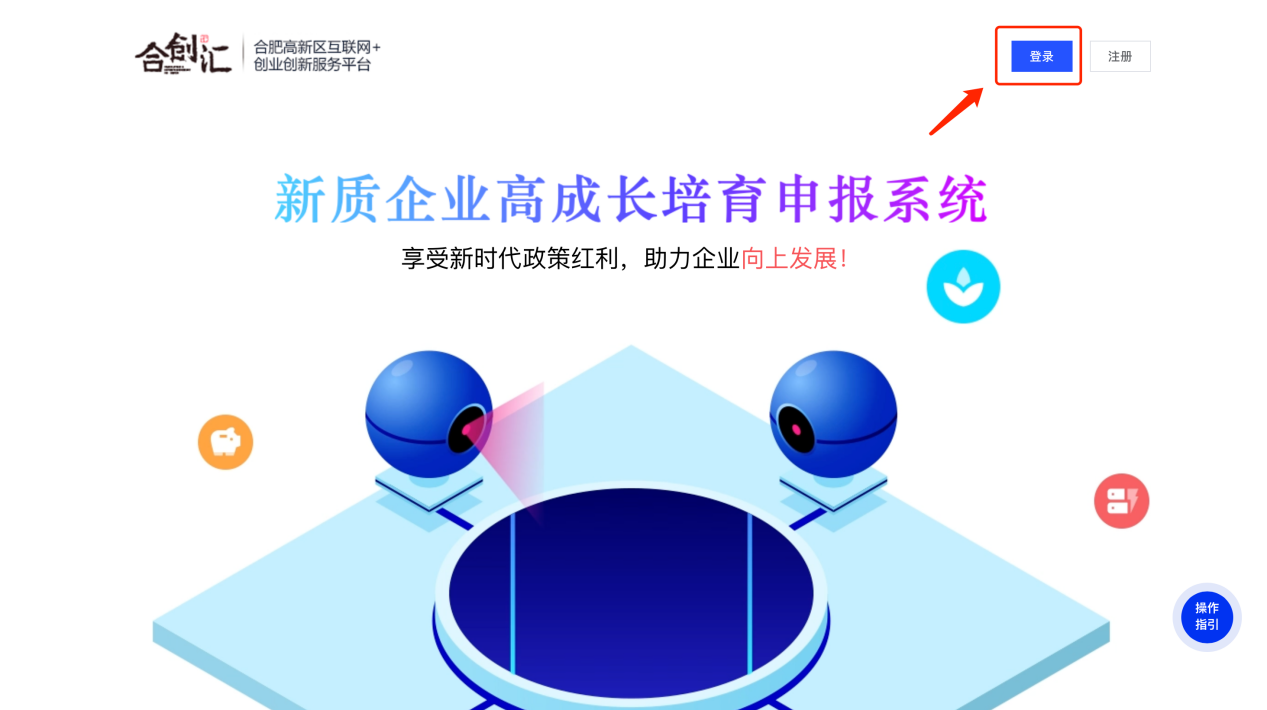 合创汇
合肥高新区互联网+
创业创新服务平台
登录
注册
新质企业高成长培育申报系统
享受新时代政策红利，助力企业向上发展！
操作
指引